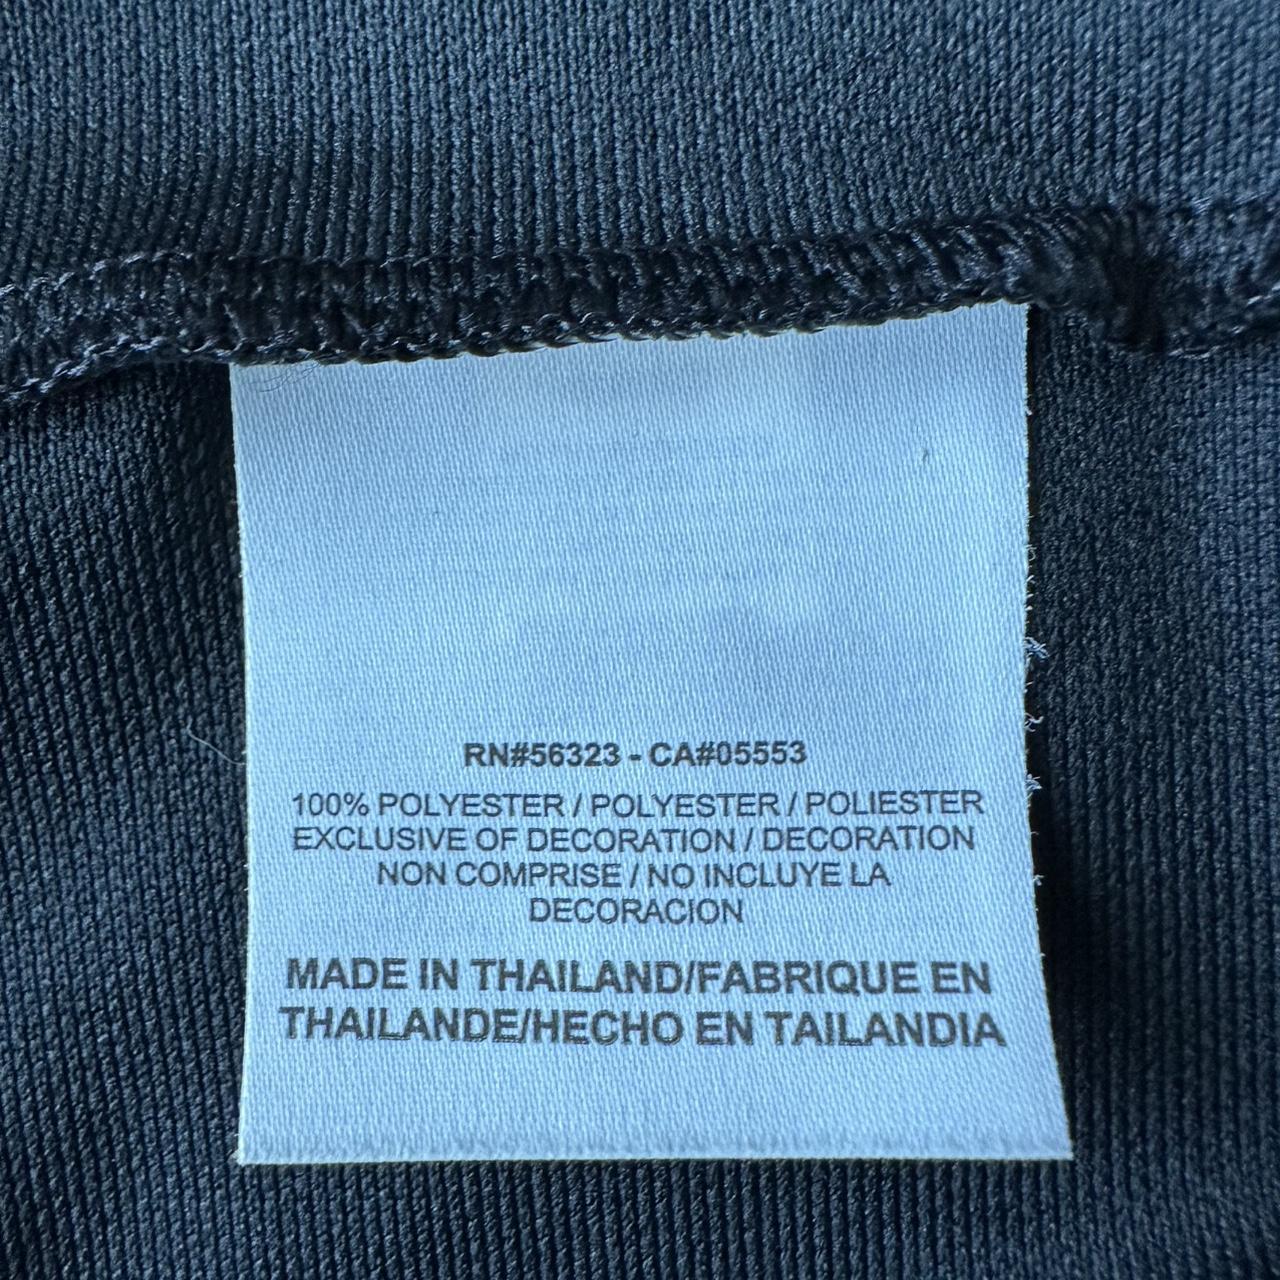 RN#56323 - CA#05553
100% POLYESTER / POLYESTER / POLIESTER
EXCLUSIVE OF DECORATION / DECORATION
NON COMPRISE / NO INCLUYE LA
DECORACION
MADE IN THAILAND/FABRIQUE EN
THAILANDE/HECHO EN TAILANDIA